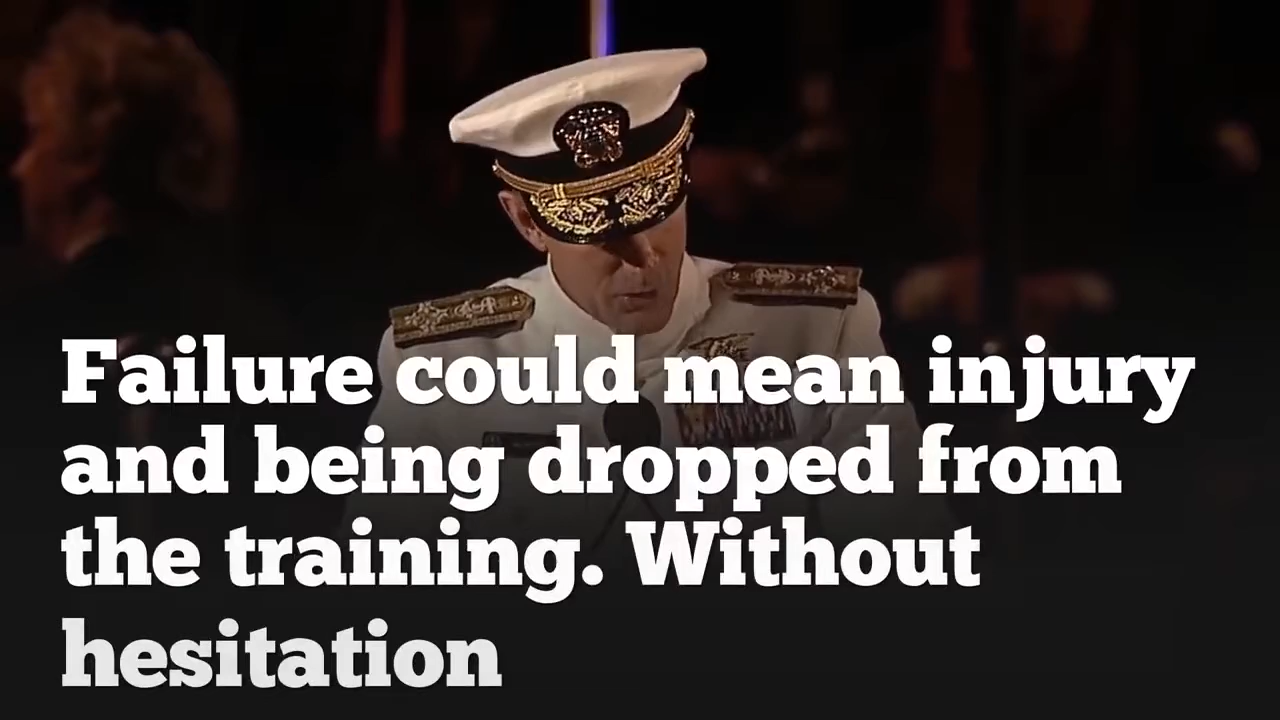 Failure could mean injury
and being dropped from
the training. Without
hesitation